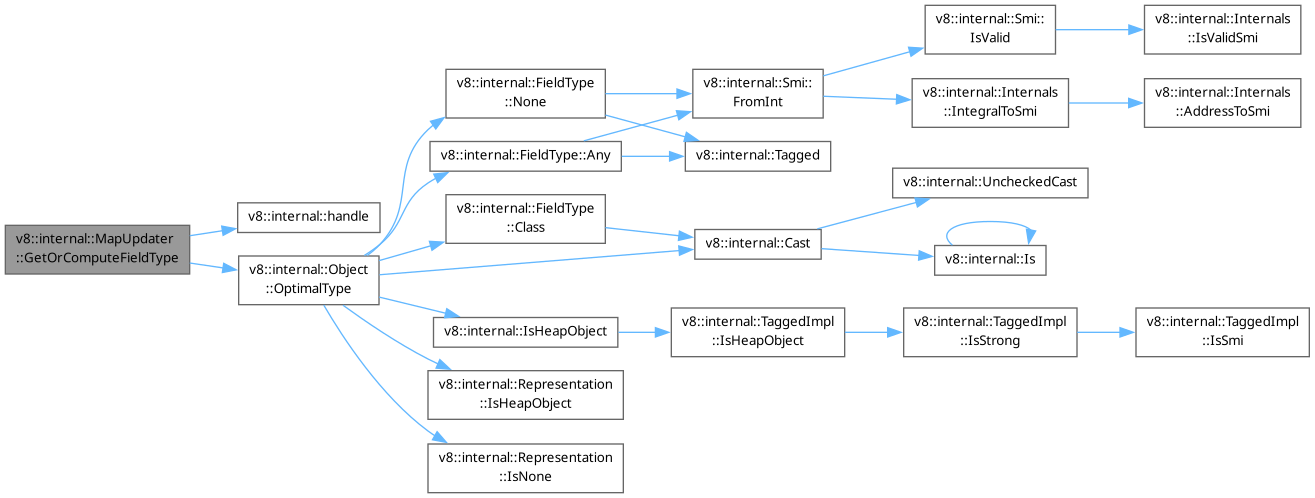 v8::internal::MapUpdater
::GetOrComputeFieldType
v8::internal::handle
v8::internal::Object
::OptimalType
v8::internal::FieldType
::None
v8::internal::FieldType::Any
v8::internal::FieldType
::Class
v8::internal::IsHeapObject
v8::internal::Representation
::IsHeapObject
v8::internal::Representation
::IsNone
v8::internal::Smi::
FromInt
v8::internal::Tagged
v8::internal::Cast
v8::internal::TaggedImpl
::IsHeapObject
v8::internal::Smi::
IsValid
v8::internal::Internals
::IntegralToSmi
v8::internal::UncheckedCast
v8::internal::Is
v8::internal::TaggedImpl
::IsStrong
v8::internal::Internals
::IsValidSmi
v8::internal::Internals
::AddressToSmi
v8::internal::TaggedImpl
::IsSmi